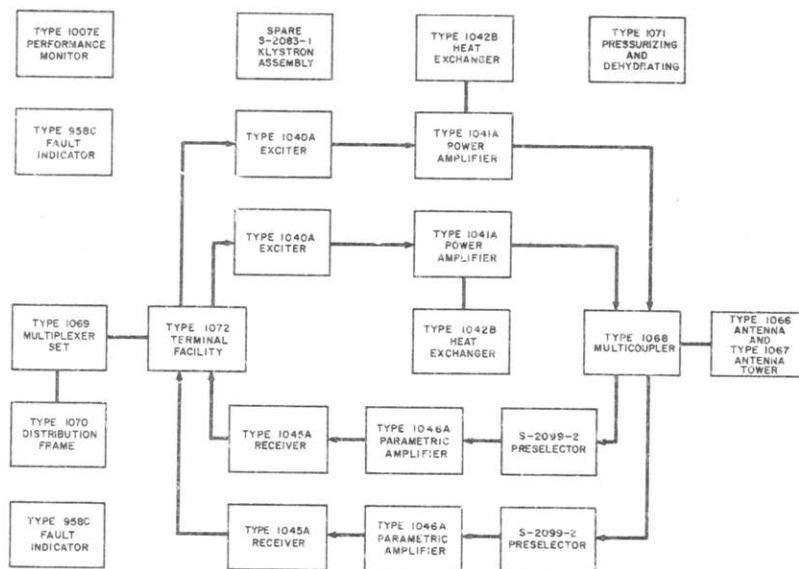 TYPE 1007E
PERFORMANCE
MONITOR
SPARE
S-2083-1
KLYSTRON
ASSEMBLY
TYPE 1042B
HEAT
EXCHANGER
TYPE 1071
PRESSURIZING
AND
DEHYDRATING
TYPE 958C
FAULT
INDICATOR
TYPE 1040A
EXCITER
TYPE 1041A
POWER
AMPLIFIER
TYPE 1040A
EXCITER
TYPE 1041A
POWER
AMPLIFIER
TYPE 1069
MULTIPLEXER
SET
TYPE 1072
TERMINAL
FACILITY
TYPE 1042B
HEAT
EXCHANGER
TYPE 1068
MULTICOUPLER
TYPE 1066
ANTENNA
AND
TYPE 1067
ANTENNA
TOWER
TYPE 1070
DISTRIBUTION
FRAME
TYPE 1045A
RECEIVER
TYPE 1046A
PARAMETRIC
AMPLIFIER
S-2099-2
PRESELECTOR
TYPE 958C
FAULT
INDICATOR
TYPE 1045A
RECEIVER
TYPE 1046A
PARAMETRIC
AMPLIFIER
S-2099-2
PRESELECTOR